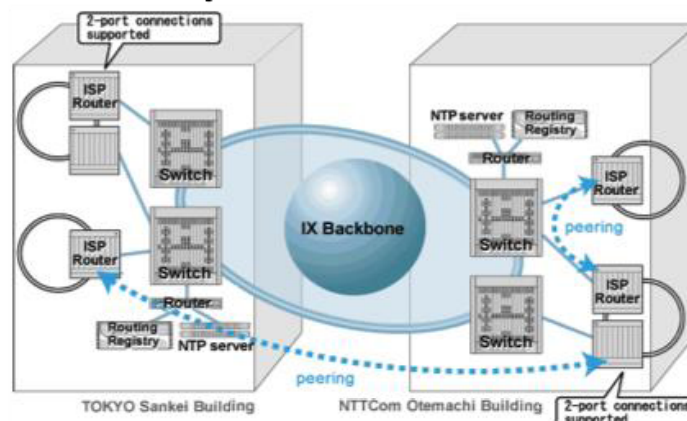 2-port connections
supported
ISP
Router
Switch
ISP
Router
Switch
Router
Routing
Registry
NTP server
TOKYO Sankei Building
IX Backbone
peering
NTP server
Routing
Registry
Router
Switch
ISP
Router
peering
ISP
Router
Switch
NTTCom Otemachi Building
2-port connections
supported